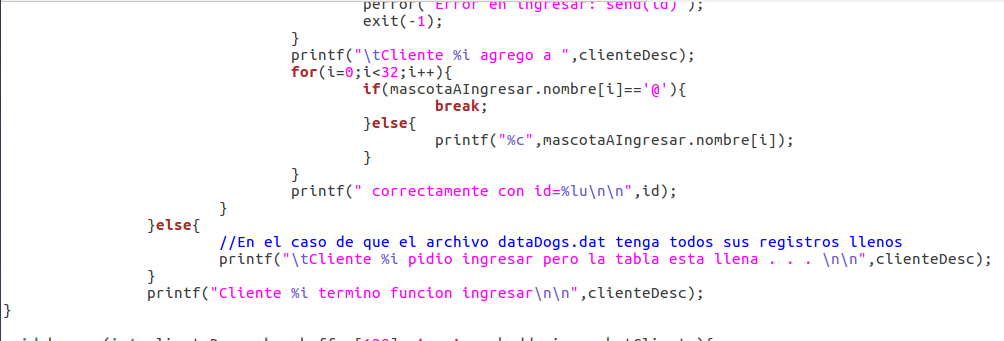 perror("Error en ingresar: send(id)");
exit(-1);
}
printf("\tCliente %i agrego a ",clienteDesc);
for(i=0;i<32;i++){
if(mascotaAIngresar.nombre[i]=='@'){
break;
}else{
printf("%c",mascotaAIngresar.nombre[i]);
}
}
printf(" correctamente con id=%lu\n\n",id);
}
}else{
//En el caso de que el archivo dataDogs.dat tenga todos sus registros llenos
printf("\tCliente %i pidio ingresar pero la tabla esta llena . . . \n\n",clienteDesc);
}
printf("Cliente %i termino funcion ingresar\n\n",clienteDesc);
}